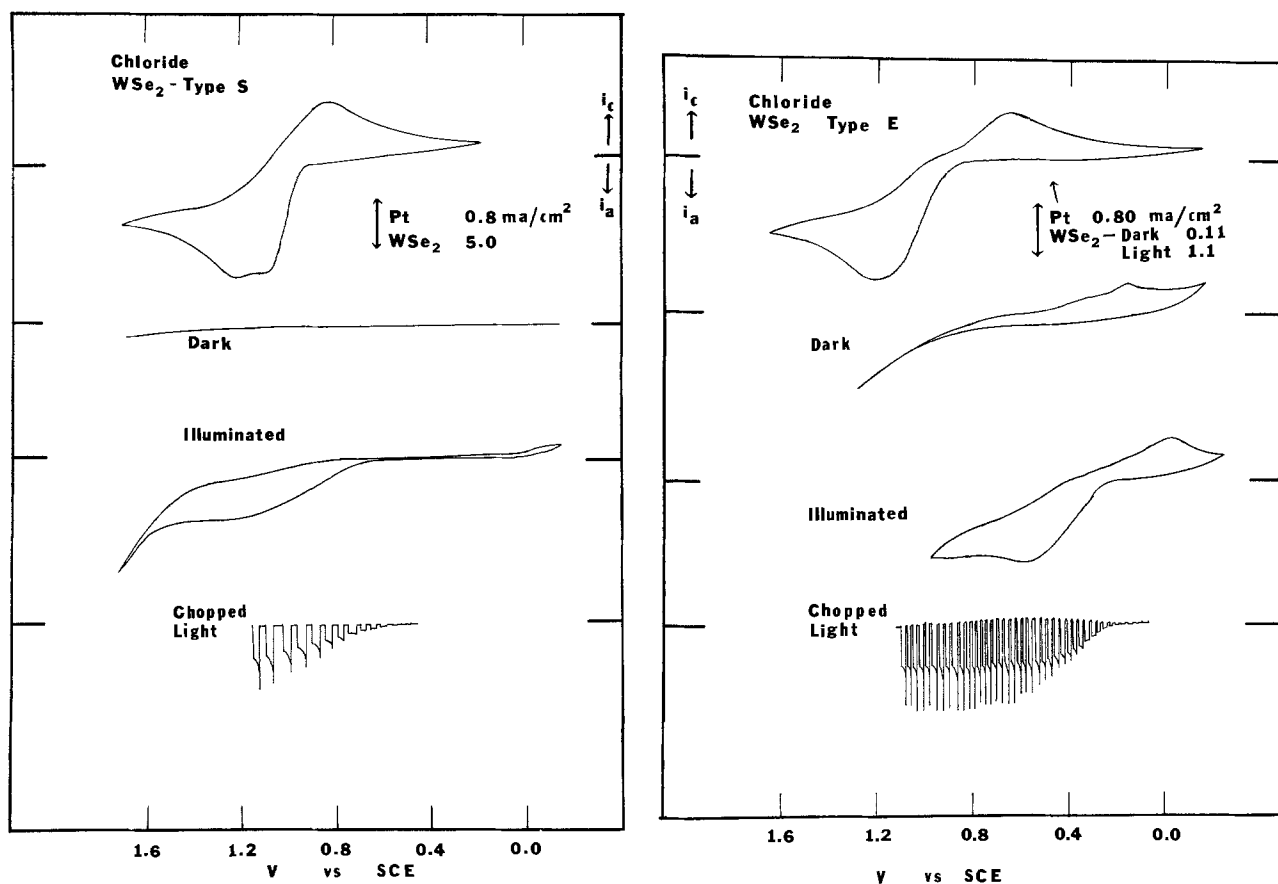 Chloride
WSe2 - Type S
ic
ia
Pt 0.8 ma/cm2
WSe2 5.0
Dark
Illuminated
Chopped
Light
1.6 1.2 0.8 0.4 0.0
V vs SCE
Chloride
WSe2 Type E
ic
ia
Pt 0.80 ma/cm2
WSe2 — Dark 0.11
Light 1.1
Dark
Illuminated
Chopped
Light
1.6 1.2 0.8 0.4 0.0
V vs SCE